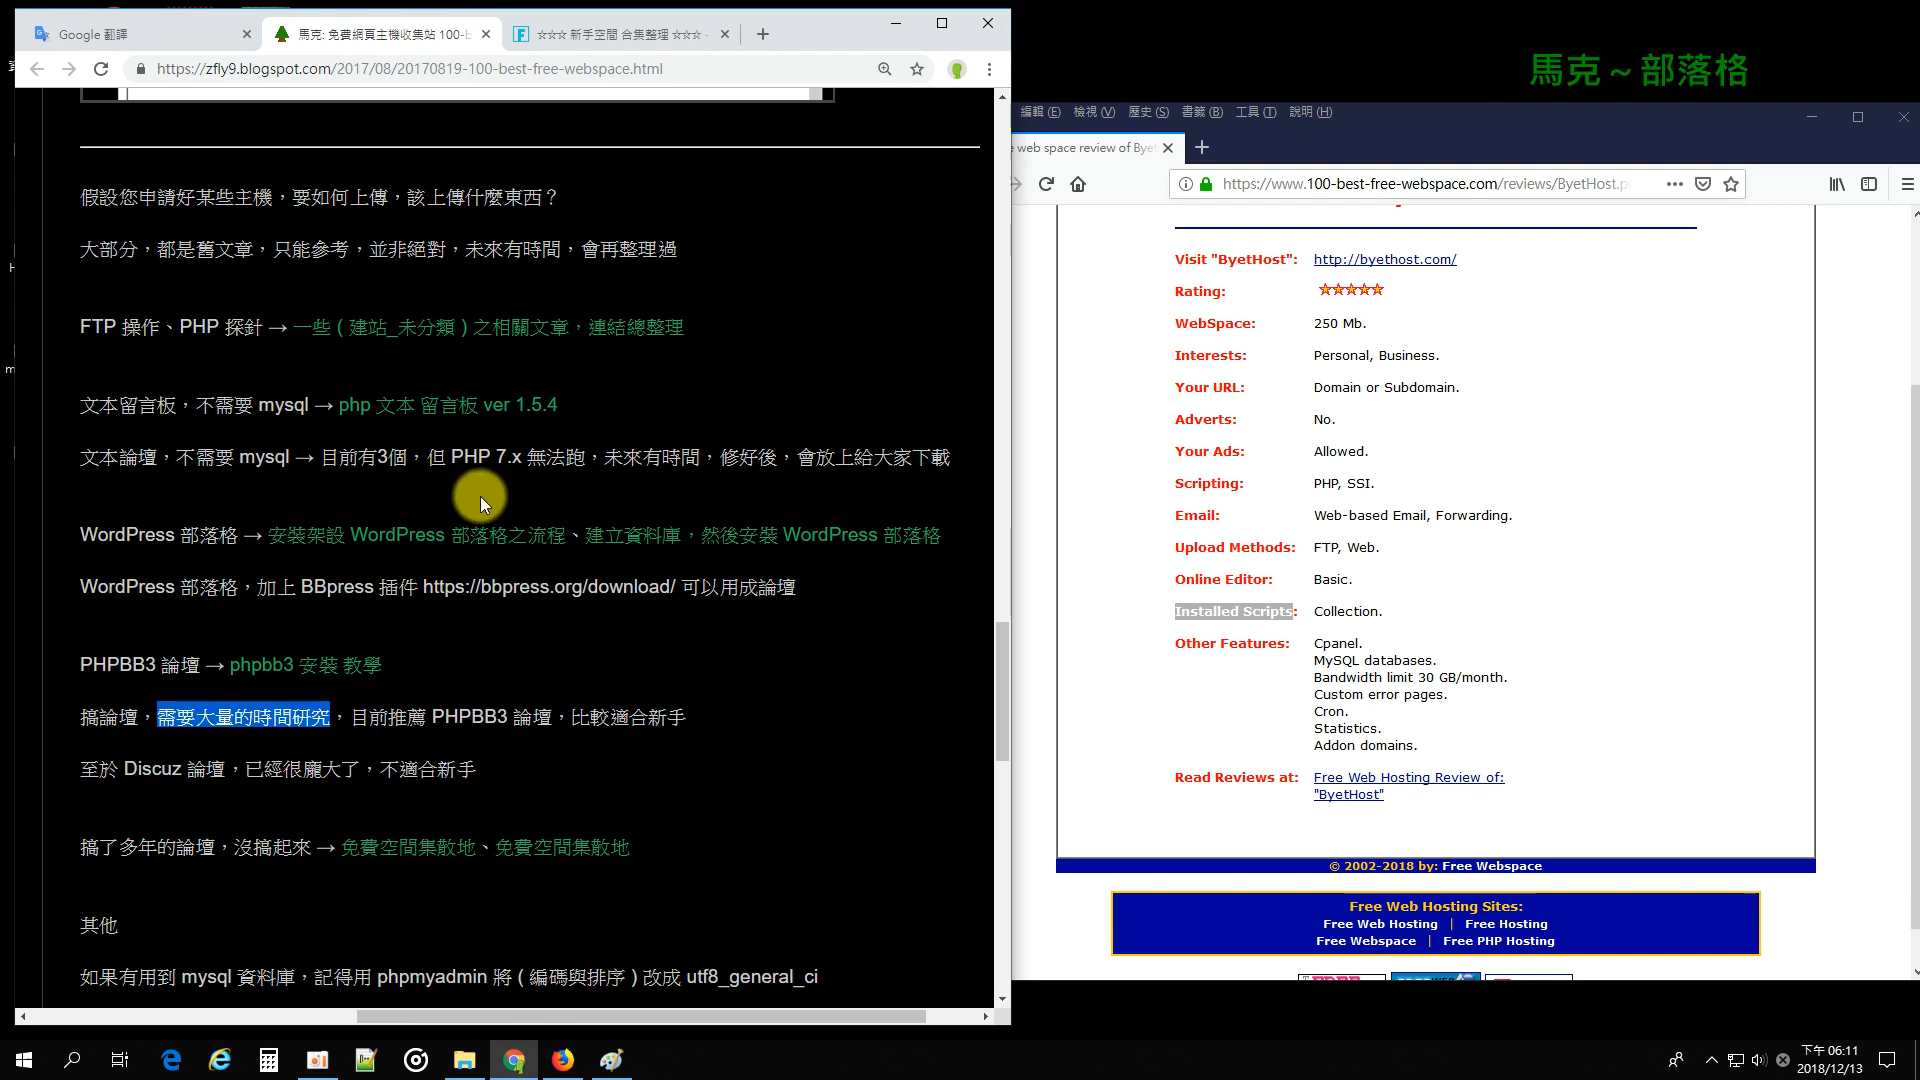 Google 翻譯
馬克: 免費網頁主機收集站 100-b
☆☆☆ 新手空間 合集整理 ☆☆☆ -
https://zfly9.blogspot.com/2017/08/20170819-100-best-free-webspace.html
假設您申請好某些主機，要如何上傳，該上傳什麼東西？
大部分，都是舊文章，只能參考，並非絕對，未來有時間，會再整理過
FTP 操作、PHP 探針 → 一些 ( 建站_未分類 ) 之相關文章，連結總整理
文本留言板，不需要 mysql → php 文本 留言板 ver 1.5.4
文本論壇，不需要 mysql → 目前有3個，但 PHP 7.x 無法跑，未來有時間，修好後，會放上給大家下載
WordPress 部落格 → 安裝架設 WordPress 部落格之流程、建立資料庫，然後安裝 WordPress 部落格
WordPress 部落格，加上 BBpress 插件 https://bbpress.org/download/ 可以用成論壇
PHPBB3 論壇 → phpbb3 安裝 教學
搞論壇，需要大量的時間研究，目前推薦 PHPBB3 論壇，比較適合新手
至於 Discuz 論壇，已經很龐大了，不適合新手
搞了多年的論壇，沒搞起來 → 免費空間集散地、免費空間集散地
其他
如果有用到 mysql 資料庫，記得用 phpmyadmin 將 ( 編碼與排序 ) 改成 utf8_general_ci
馬克 ~ 部落格
編輯 (E) 檢視 (V) 歷史 (S) 書籤 (B) 工具 (T) 說明 (H)
e web space review of Bye
https://www.100-best-free-webspace.com/reviews/ByetHost.p
Visit "ByetHost": http://byethost.com/
Rating:
WebSpace: 250 Mb.
Interests: Personal, Business.
Your URL: Domain or Subdomain.
Adverts: No.
Your Ads: Allowed.
Scripting: PHP, SSI.
Email: Web-based Email, Forwarding.
Upload Methods: FTP, Web.
Online Editor: Basic.
Installed Scripts: Collection.
Other Features: Cpanel.
MySQL databases.
Bandwidth limit 30 GB/month.
Custom error pages.
Cron.
Statistics.
Addon domains.
Read Reviews at: Free Web Hosting Review of:
"ByetHost"
© 2002-2018 by: Free Webspace
Free Web Hosting Sites:
Free Web Hosting | Free Hosting
Free Webspace | Free PHP Hosting
下午 06:11
2018/12/13